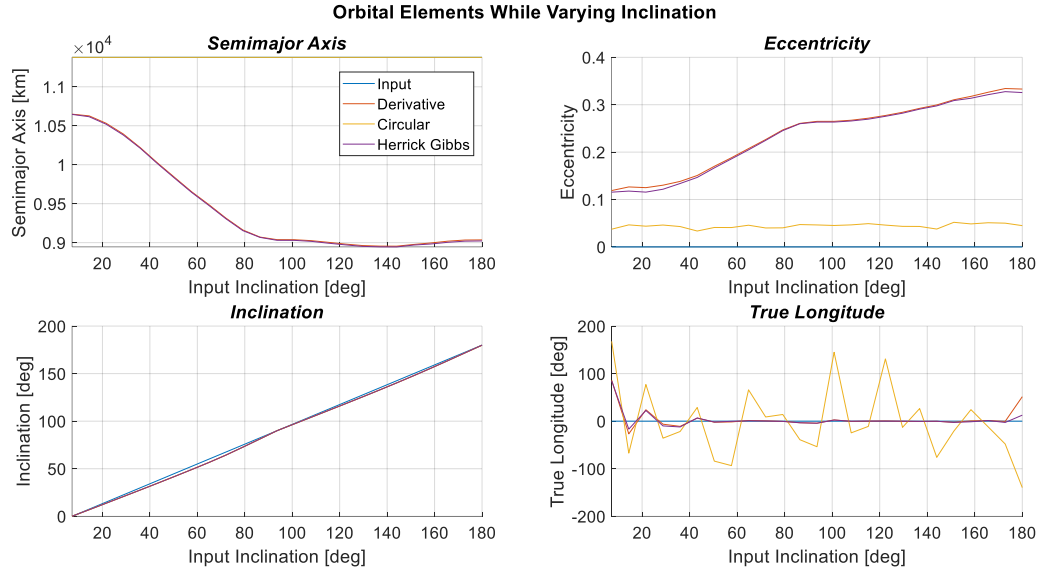 Orbital Elements While Varying Inclination
Semimajor Axis
×10⁴
Semimajor Axis [km]
1.1
1.05
1
0.95
0.9
Input
Derivative
Circular
Herrick Gibbs
20 40 60 80 100 120 140 160 180
Input Inclination [deg]
Eccentricity
Eccentricity
0.4
0.3
0.2
0.1
0
20 40 60 80 100 120 140 160 180
Input Inclination [deg]
Inclination
Inclination [deg]
200
150
100
50
0
20 40 60 80 100 120 140 160 180
Input Inclination [deg]
True Longitude
True Longitude [deg]
200
100
0
-100
-200
20 40 60 80 100 120 140 160 180
Input Inclination [deg]